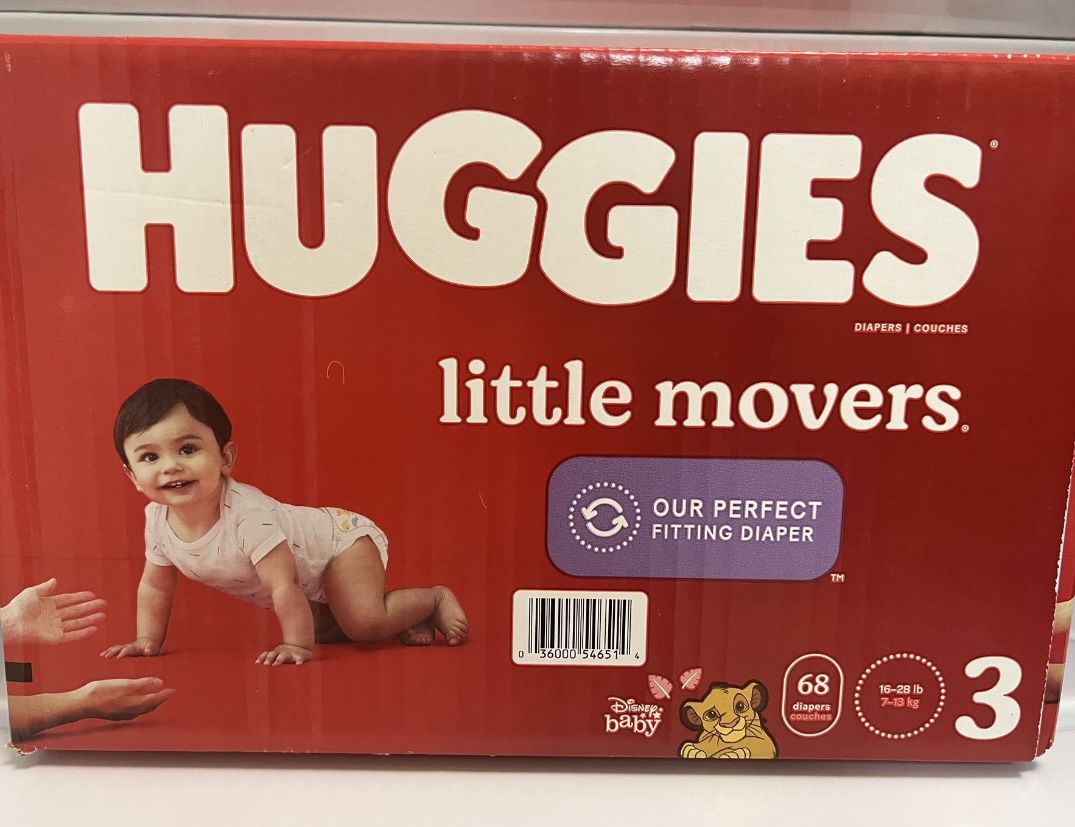 HUGGIES®
DIAPERS | COUCHES
little movers®
OUR PERFECT
FITTING DIAPER
TM
0 36000 54651 4
Disney
baby
68
diapers
couches
16-28 lb
7-13 kg
3